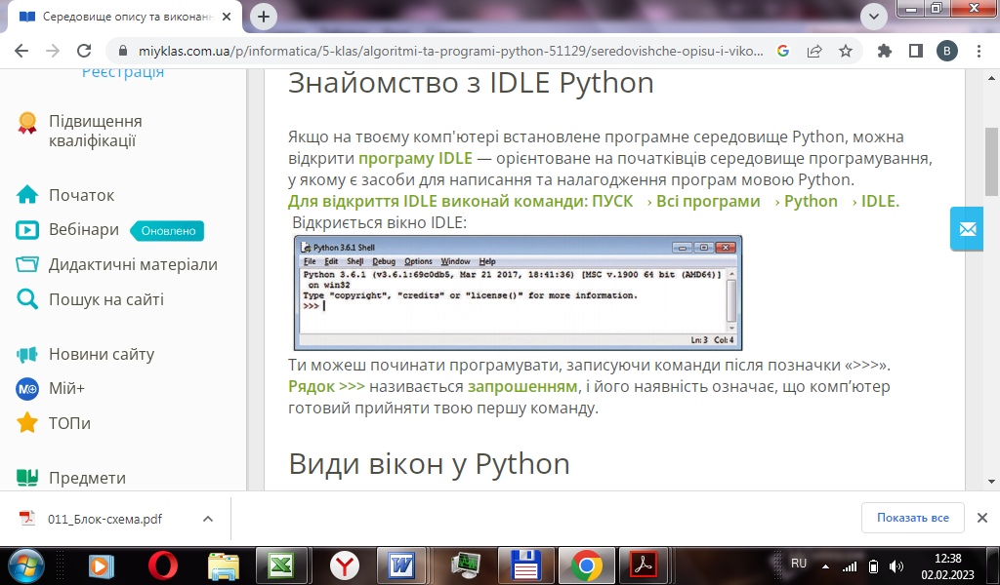 Середовище опису та виконанн
miyklas.com.ua/p/informatica/5-klas/algoritmi-ta-programi-python-51129/seredovishche-opisu-i-viko...
B
Реєстрація
Підвищення
кваліфікації
Початок
Вебінари Оновлено
Дидактичні матеріали
Пошук на сайті
Новини сайту
М+ Мій+
ТОПи
Предмети
Знайомство з IDLE Python
Якщо на твоєму комп'ютері встановлене програмне середовище Python, можна
відкрити програму IDLE — орієнтоване на початківців середовище програмування,
у якому є засоби для написання та налагодження програм мовою Python.
Для відкриття IDLE виконай команди: ПУСК › Всі програми › Python › IDLE.
Відкриється вікно IDLE:
Python 3.6.1 Shell
File Edit Shell Debug Options Window Help
Python 3.6.1 (v3.6.1:69c0db5, Mar 21 2017, 18:41:36) [MSC v.1900 64 bit (AMD64)]
on win32
Type "copyright", "credits" or "license()" for more information.
>>>
Ln: 3 Col: 4
Ти можеш починати програмувати, записуючи команди після позначки «>>>».
Рядок >>> називається запрошенням, і його наявність означає, що комп’ютер
готовий прийняти твою першу команду.
Види вікон у Python
011_Блок-схема.pdf
Показать все
RU
12:38
02.02.2023